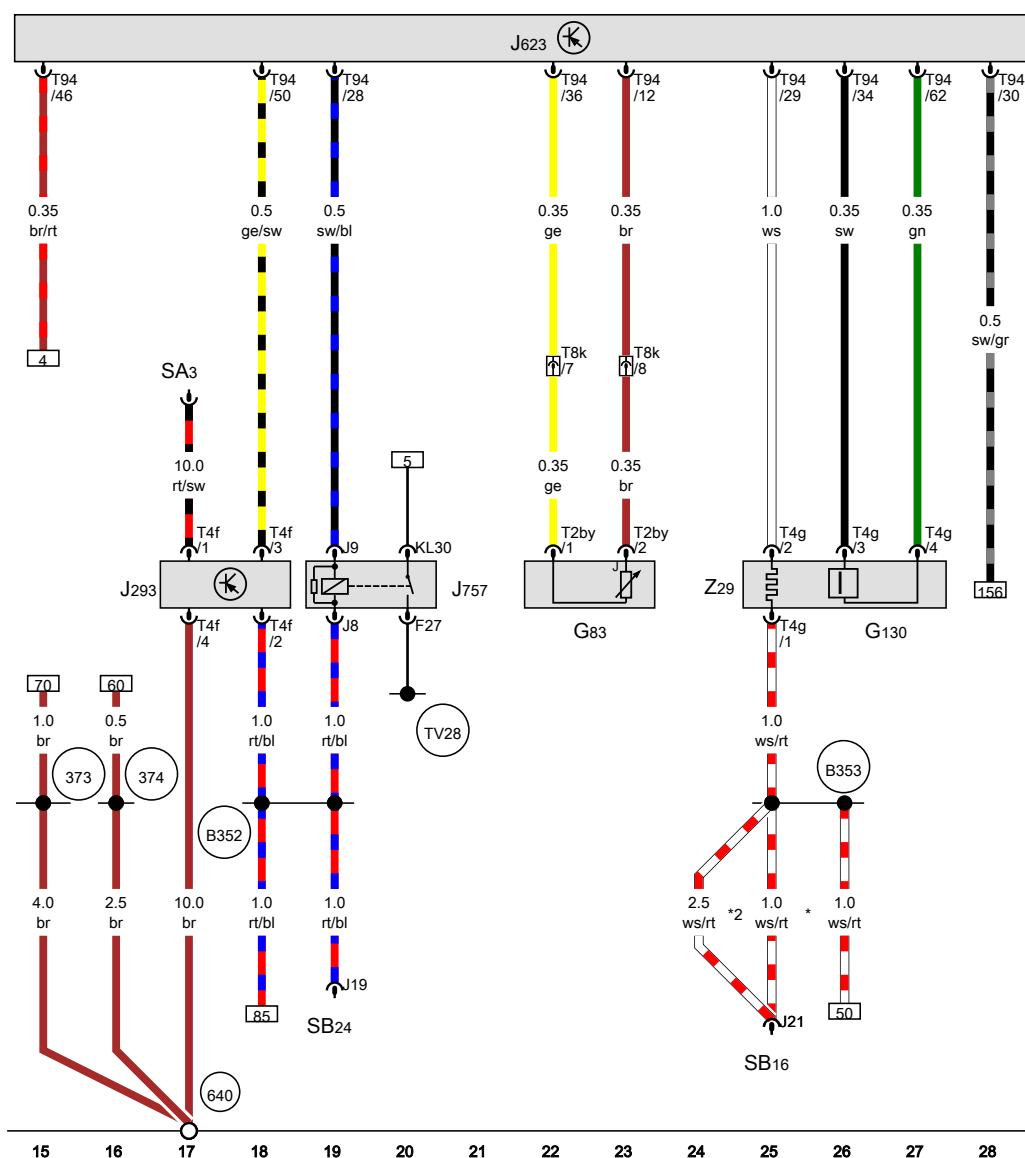 J623
T94 T94 T94 T94 T94 T94 T94 T94 T94
/46 /50 /28 /36 /12 /29 /34 /62 /30
0.35 0.5 0.5 0.35 0.35 1.0 0.35 0.35
br/rt ge/sw sw/bl ge br ws sw gn
0.5
sw/gr
4
T8k T8k
/7 /8
SA3
10.0
rt/sw
5
0.35 0.35
ge br
T4f T4f T2by T2by T4g T4g T4g
/1 /3 J9 KL30 /1 /2 /2 /3 /4
J
J293 J757 Z29 156
T4f T4f J8 F27 G83 T4g G130
/4 /2 /1
70 60
1.0 0.5 1.0 1.0 TV28 1.0
br br rt/bl rt/bl ws/rt
373 374 B353
B352
4.0 2.5 10.0 1.0 1.0 2.5 *2 1.0 * 1.0
br br br rt/bl rt/bl ws/rt ws/rt ws/rt
J19
85 50
SB24 J21
SB16
640
15 16 17 18 19 20 21 22 23 24 25 26 27 28